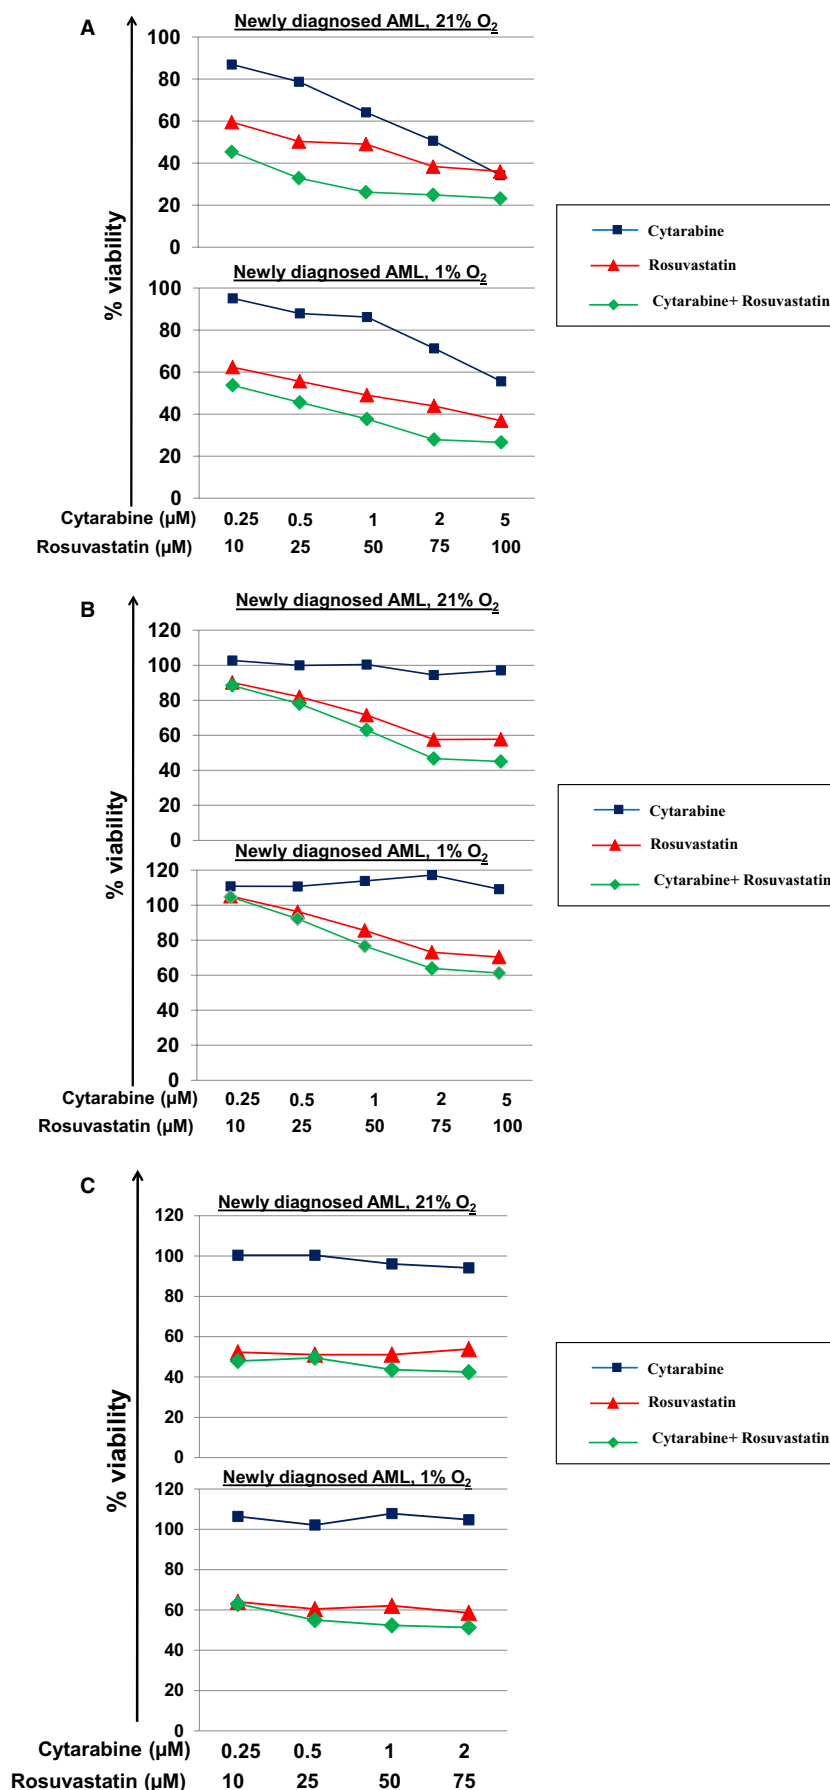 A
Newly diagnosed AML, 21% O2
100
80
60
40
20
0
Newly diagnosed AML, 1% O2
100
80
60
40
20
0
% viability
Cytarabine (µM) 0.25 0.5 1 2 5
Rosuvastatin (µM) 10 25 50 75 100
Cytarabine
Rosuvastatin
Cytarabine+ Rosuvastatin
B
Newly diagnosed AML, 21% O2
120
100
80
60
40
20
0
Newly diagnosed AML, 1% O2
120
100
80
60
40
20
0
% viability
Cytarabine (µM) 0.25 0.5 1 2 5
Rosuvastatin (µM) 10 25 50 75 100
Cytarabine
Rosuvastatin
Cytarabine+ Rosuvastatin
C
Newly diagnosed AML, 21% O2
120
100
80
60
40
20
0
Newly diagnosed AML, 1% O2
120
100
80
60
40
20
0
% viability
Cytarabine (µM) 0.25 0.5 1 2
Rosuvastatin (µM) 10 25 50 75
Cytarabine
Rosuvastatin
Cytarabine+ Rosuvastatin